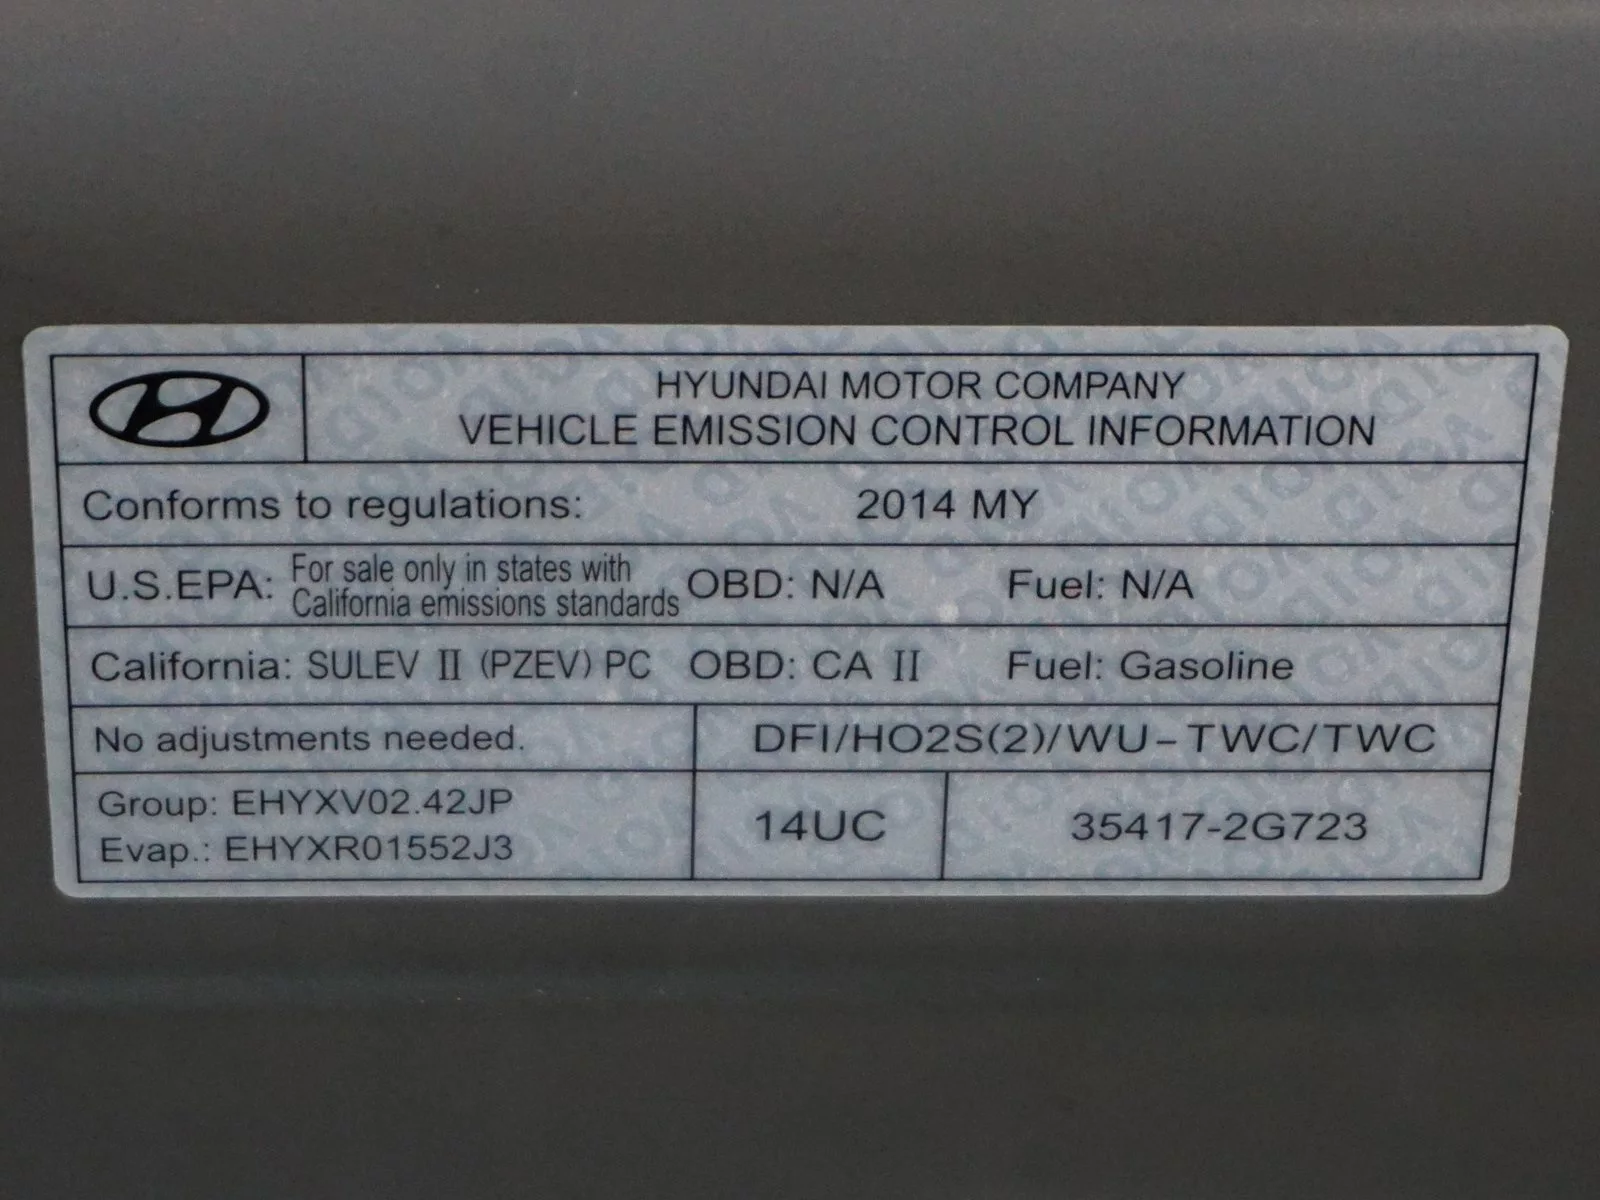 HYUNDAI MOTOR COMPANY
VEHICLE EMISSION CONTROL INFORMATION
Conforms to regulations: 2014 MY
U.S.EPA: For sale only in states with California emissions standards OBD: N/A Fuel: N/A
California: SULEV II (PZEV) PC OBD: CA II Fuel: Gasoline
No adjustments needed. DFI/HO2S(2)/WU-TWC/TWC
Group: EHYXV02.42JP
Evap.: EHYXR01552J3
14UC
35417-2G723